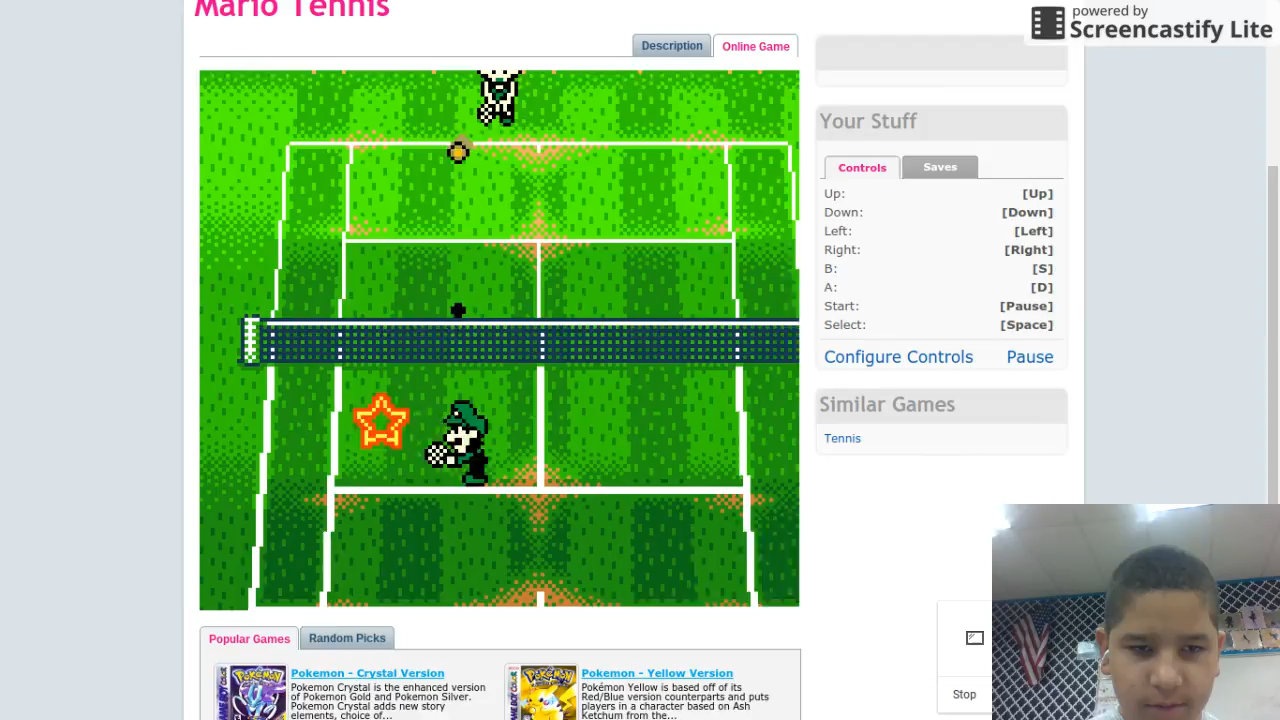 Mario Tennis
powered by
Screencastify Lite
Description
Online Game
Your Stuff
Controls
Saves
Up: [Up]
Down: [Down]
Left: [Left]
Right: [Right]
B: [S]
A: [D]
Start: [Pause]
Select: [Space]
Configure Controls
Pause
Similar Games
Tennis
Popular Games
Random Picks
Pokemon - Crystal Version
Pokemon Crystal is the enhanced version
of Pokemon Gold and Pokemon Silver.
Pokemon Crystal adds new story
elements, choice of...
Pokemon - Yellow Version
Pokémon Yellow is based off of its
Red/Blue version counterparts and puts
players in a character based on Ash
Ketchum from the...
Stop